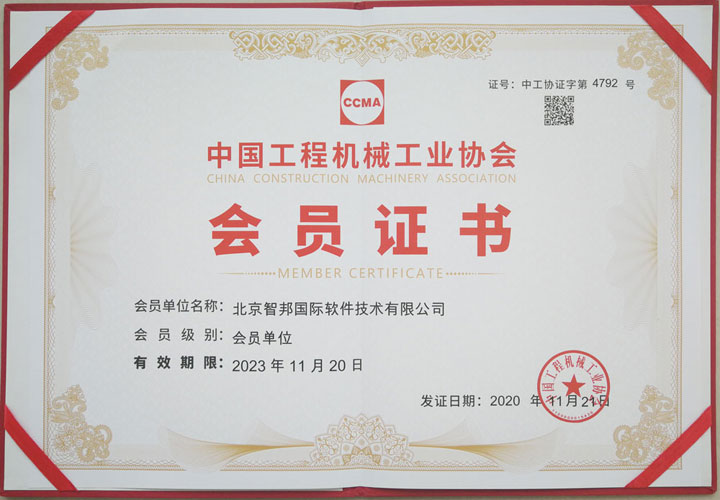 CCMA
证号：中工协证字第 4792 号
中国工程机械工业协会
CHINA CONSTRUCTION MACHINERY ASSOCIATION
会员证书
MEMBER CERTIFICATE
会员单位名称：北京智邦国际软件技术有限公司
会员级别：会员单位
有效期限：2023 年 11 月 20 日
发证日期：2020 年 11月 21日
中国工程机械工业协会